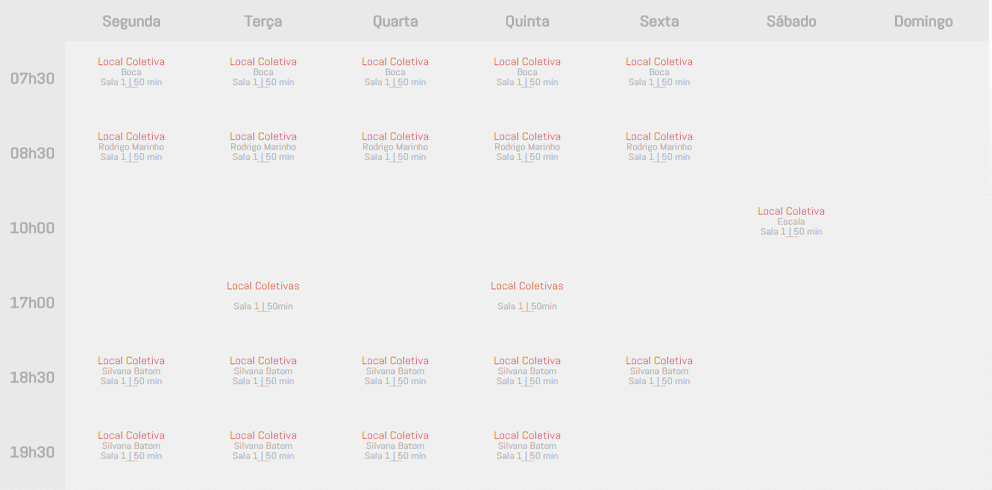 Segunda Terça Quarta Quinta Sexta Sábado Domingo
07h30
Local Coletiva Local Coletiva Local Coletiva Local Coletiva Local Coletiva
Boca Boca Boca Boca Boca
Sala 1 | 50 min Sala 1 | 50 min Sala 1 | 50 min Sala 1 | 50 min Sala 1 | 50 min
08h30
Local Coletiva Local Coletiva Local Coletiva Local Coletiva Local Coletiva
Rodrigo Marinho Rodrigo Marinho Rodrigo Marinho Rodrigo Marinho Rodrigo Marinho
Sala 1 | 50 min Sala 1 | 50 min Sala 1 | 50 min Sala 1 | 50 min Sala 1 | 50 min
10h00
Local Coletiva
Escala
Sala 1 | 50 min
17h00
Local Coletivas Local Coletivas
Sala 1 | 50min Sala 1 | 50min
18h30
Local Coletiva Local Coletiva Local Coletiva Local Coletiva Local Coletiva
Silvana Batom Silvana Batom Silvana Batom Silvana Batom Silvana Batom
Sala 1 | 50 min Sala 1 | 50 min Sala 1 | 50 min Sala 1 | 50 min Sala 1 | 50 min
19h30
Local Coletiva Local Coletiva Local Coletiva Local Coletiva
Silvana Batom Silvana Batom Silvana Batom Silvana Batom
Sala 1 | 50 min Sala 1 | 50 min Sala 1 | 50 min Sala 1 | 50 min